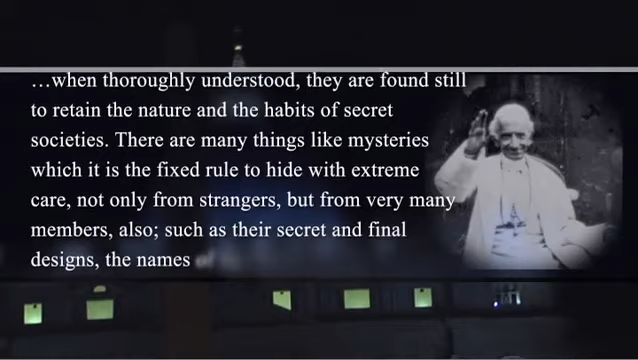 …when thoroughly understood, they are found still
to retain the nature and the habits of secret
societies. There are many things like mysteries
which it is the fixed rule to hide with extreme
care, not only from strangers, but from very many
members, also; such as their secret and final
designs, the names